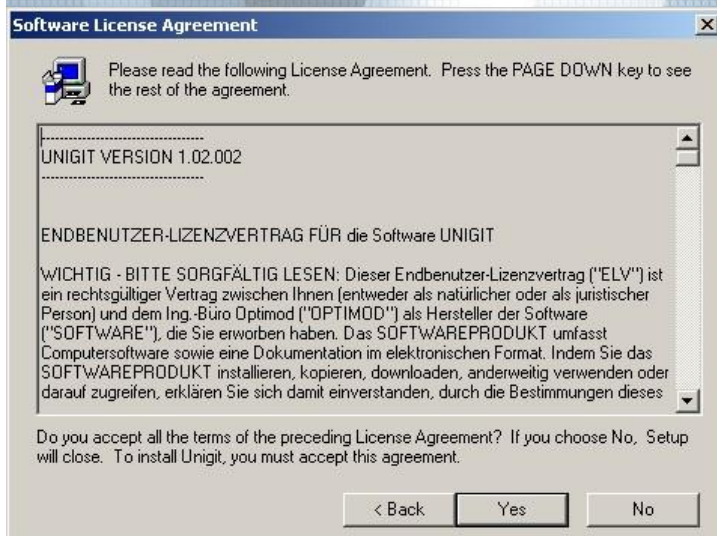 Software License Agreement
Please read the following License Agreement. Press the PAGE DOWN key to see
the rest of the agreement.
-----------------------------------
UNIGIT VERSION 1.02.002
-----------------------------------
ENDBENUTZER-LIZENZVERTRAG FÜR die Software UNIGIT
WICHTIG - BITTE SORGFÄLTIG LESEN: Dieser Endbenutzer-Lizenzvertrag ("ELV") ist
ein rechtsgültiger Vertrag zwischen Ihnen (entweder als natürlicher oder als juristischer
Person) und dem Ing.-Büro Optimod ("OPTIMOD") als Hersteller der Software
("SOFTWARE"), die Sie erworben haben. Das SOFTWAREPRODUKT umfasst
Computersoftware sowie eine Dokumentation im elektronischen Format. Indem Sie das
SOFTWAREPRODUKT installieren, kopieren, downloaden, anderweitig verwenden oder
darauf zugreifen, erklären Sie sich damit einverstanden, durch die Bestimmungen dieses
Do you accept all the terms of the preceding License Agreement? If you choose No, Setup
will close. To install Unigit, you must accept this agreement.
< Back
Yes
No